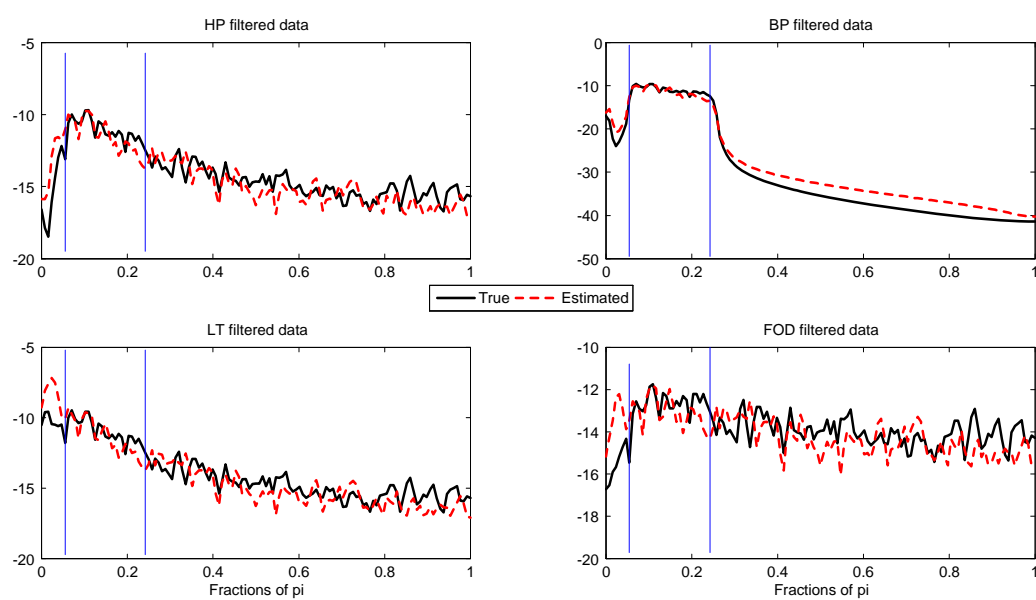 HP filtered data
-5
-10
-15
-20
0 0.2 0.4 0.6 0.8 1
BP filtered data
0
-10
-20
-30
-40
-50
0 0.2 0.4 0.6 0.8 1
True Estimated
LT filtered data
-5
-10
-15
-20
0 0.2 0.4 0.6 0.8 1
Fractions of pi
FOD filtered data
-10
-12
-14
-16
-18
-20
0 0.2 0.4 0.6 0.8 1
Fractions of pi